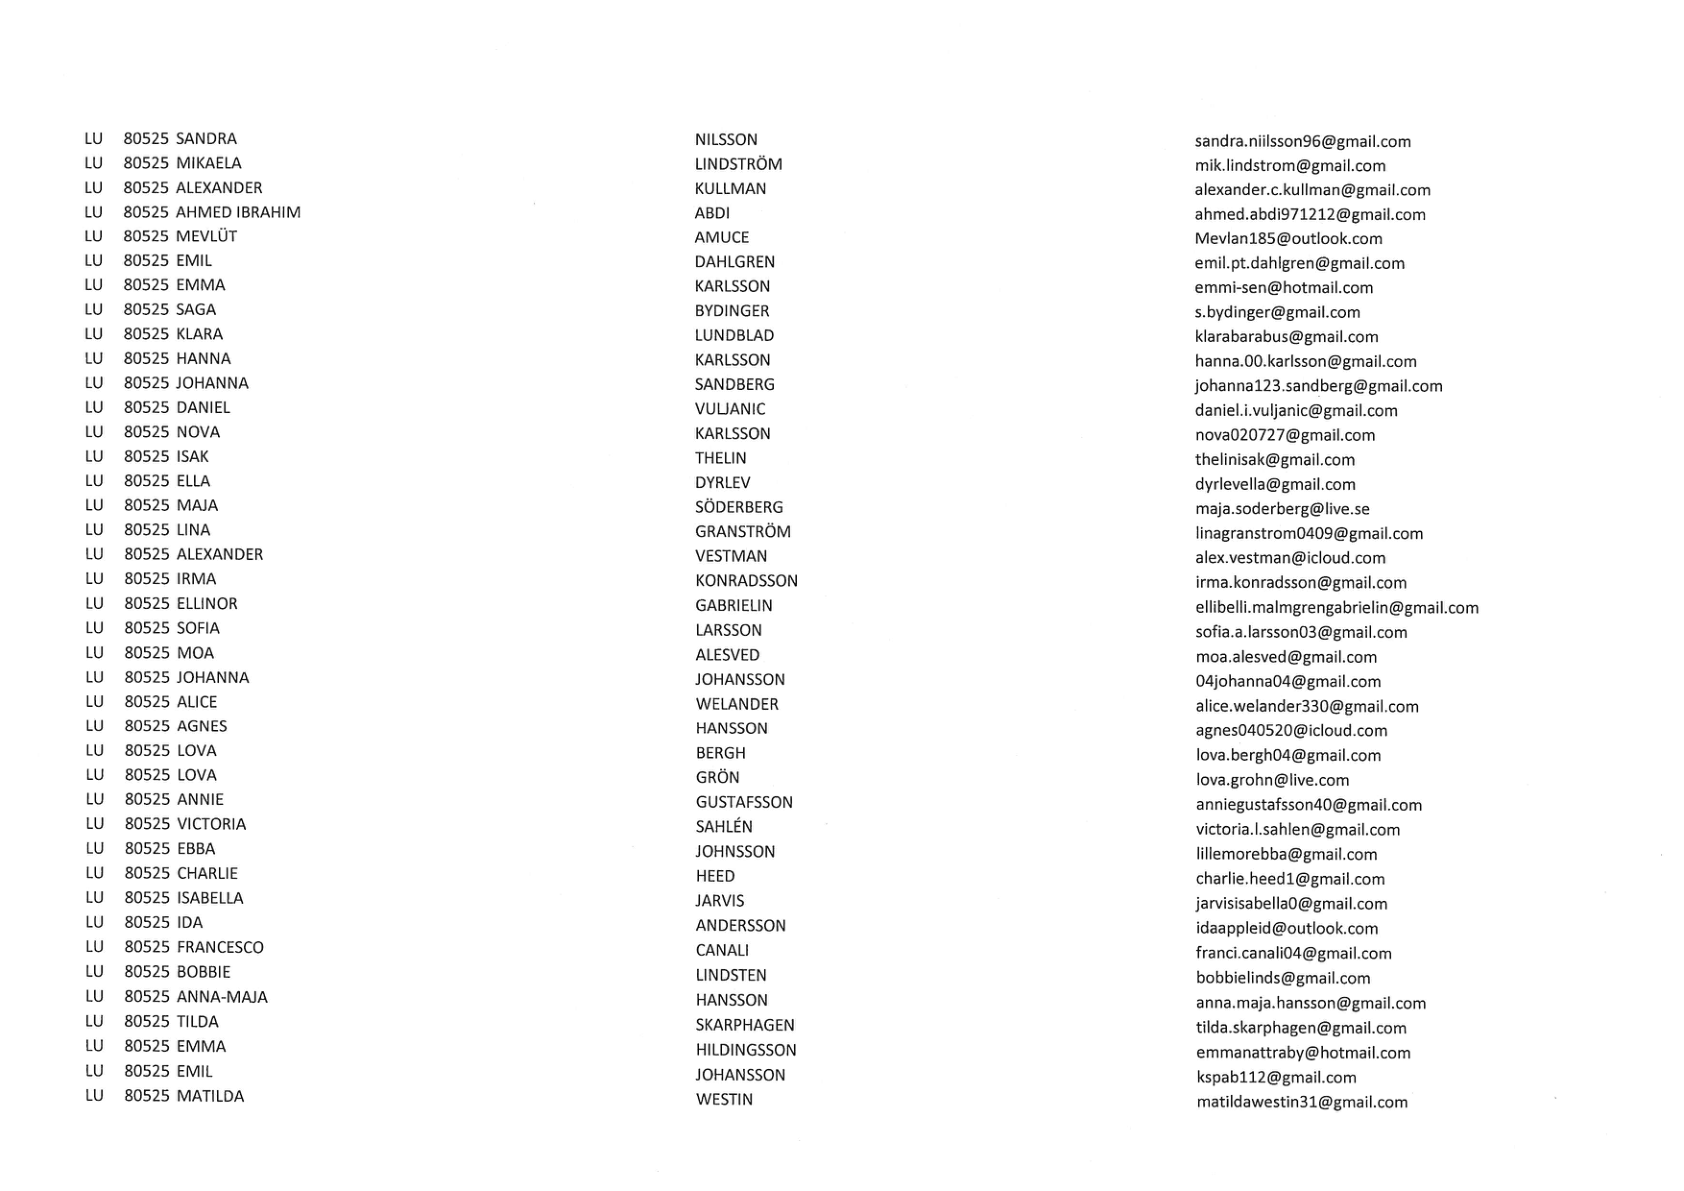 LU 80525 SANDRA NILSSON sandra.niilsson96@gmail.com
LU 80525 MIKAELA LINDSTRÖM mik.lindstrom@gmail.com
LU 80525 ALEXANDER KULLMAN alexander.c.kullman@gmail.com
LU 80525 AHMED IBRAHIM ABDI ahmed.abdi971212@gmail.com
LU 80525 MEVLÜT AMUCE Mevlan185@outlook.com
LU 80525 EMIL DAHLGREN emil.pt.dahlgren@gmail.com
LU 80525 EMMA KARLSSON emmi-sen@hotmail.com
LU 80525 SAGA BYDINGER s.bydinger@gmail.com
LU 80525 KLARA LUNDBLAD klarabarabus@gmail.com
LU 80525 HANNA KARLSSON hanna.00.karlsson@gmail.com
LU 80525 JOHANNA SANDBERG johanna123.sandberg@gmail.com
LU 80525 DANIEL VULJANIC daniel.i.vuljanic@gmail.com
LU 80525 NOVA KARLSSON nova020727@gmail.com
LU 80525 ISAK THELIN thelinisak@gmail.com
LU 80525 ELLA DYRLEV dyrlevella@gmail.com
LU 80525 MAJA SÖDERBERG maja.soderberg@live.se
LU 80525 LINA GRANSTRÖM linagranstrom0409@gmail.com
LU 80525 ALEXANDER VESTMAN alex.vestman@icloud.com
LU 80525 IRMA KONRADSSON irma.konradsson@gmail.com
LU 80525 ELLINOR GABRIELIN ellibelli.malmgrengabrielin@gmail.com
LU 80525 SOFIA LARSSON sofia.a.larsson03@gmail.com
LU 80525 MOA ALESVED moa.alesved@gmail.com
LU 80525 JOHANNA JOHANSSON 04johanna04@gmail.com
LU 80525 ALICE WELANDER alice.welander330@gmail.com
LU 80525 AGNES HANSSON agnes040520@icloud.com
LU 80525 LOVA BERGH lova.bergh04@gmail.com
LU 80525 LOVA GRÖN lova.grohn@live.com
LU 80525 ANNIE GUSTAFSSON anniegustafsson40@gmail.com
LU 80525 VICTORIA SAHLÉN victoria.l.sahlen@gmail.com
LU 80525 EBBA JOHNSSON lillemorebba@gmail.com
LU 80525 CHARLIE HEED charlie.heed1@gmail.com
LU 80525 ISABELLA JARVIS jarvisisabella0@gmail.com
LU 80525 IDA ANDERSSON idaappleid@outlook.com
LU 80525 FRANCESCO CANALI franci.canali04@gmail.com
LU 80525 BOBBIE LINDSTEN bobbielinds@gmail.com
LU 80525 ANNA-MAJA HANSSON anna.maja.hansson@gmail.com
LU 80525 TILDA SKARPHAGEN tilda.skarphagen@gmail.com
LU 80525 EMMA HILDINGSSON emmanattraby@hotmail.com
LU 80525 EMIL JOHANSSON kspab112@gmail.com
LU 80525 MATILDA WESTIN matildawestin31@gmail.com